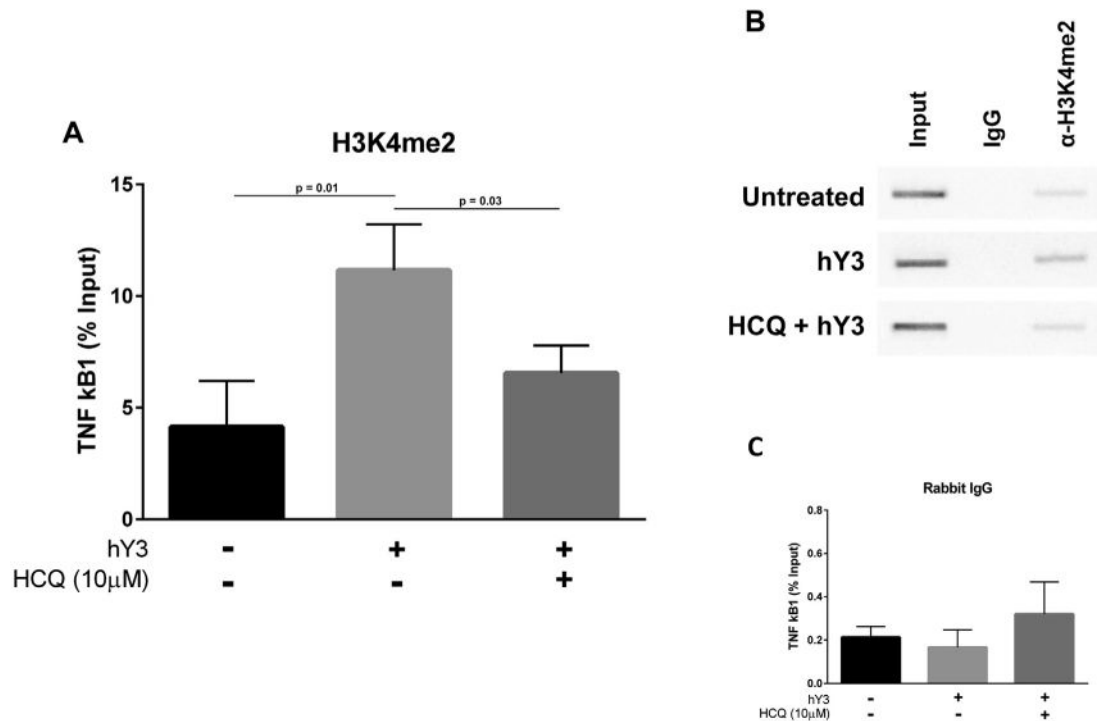 A
H3K4me2
15
10
5
0
TNF kB1 (% Input)
p = 0.01
p = 0.03
hY3 - + +
HCQ (10μM) - - +
B
Input IgG α-H3K4me2
Untreated
hY3
HCQ + hY3
C
Rabbit IgG
0.8
0.6
0.4
0.2
0.0
TNF kB1 (% Input)
hY3 - + +
HCQ (10μM) - - +